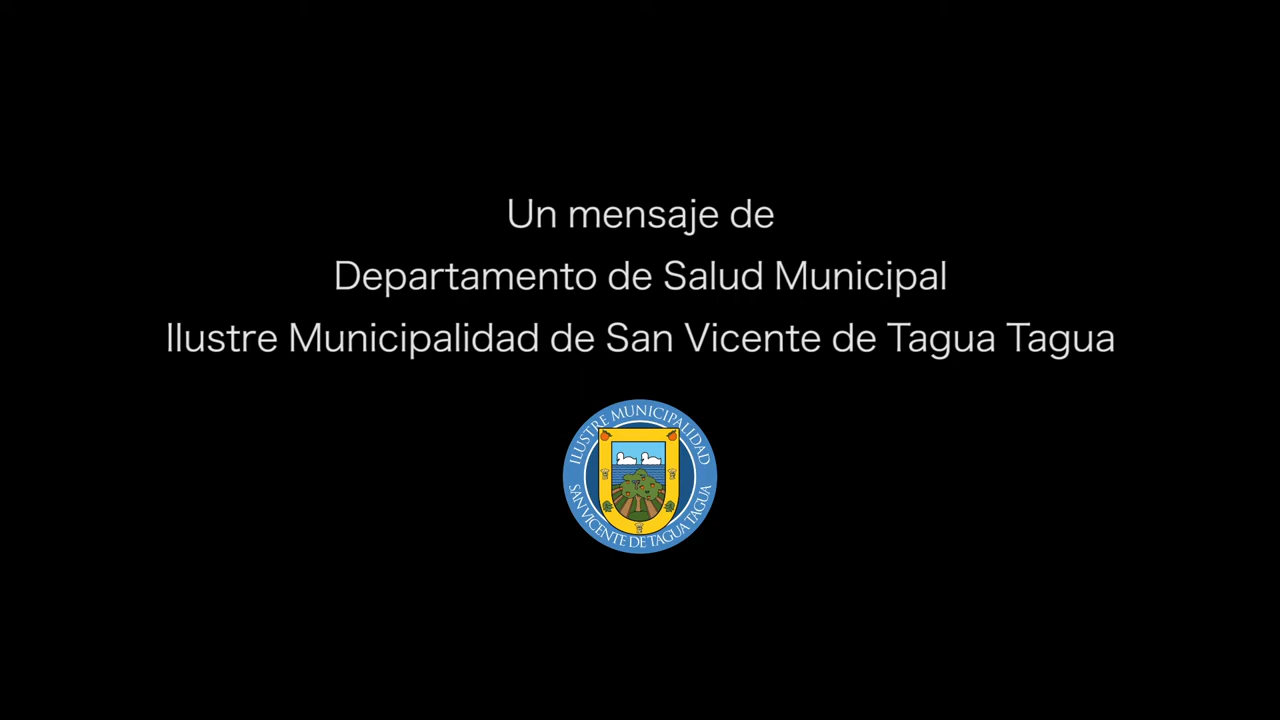 Un mensaje de
Departamento de Salud Municipal
Ilustre Municipalidad de San Vicente de Tagua Tagua
ILUSTRE MUNICIPALIDAD
SAN VICENTE DE TAGUA TAGUA